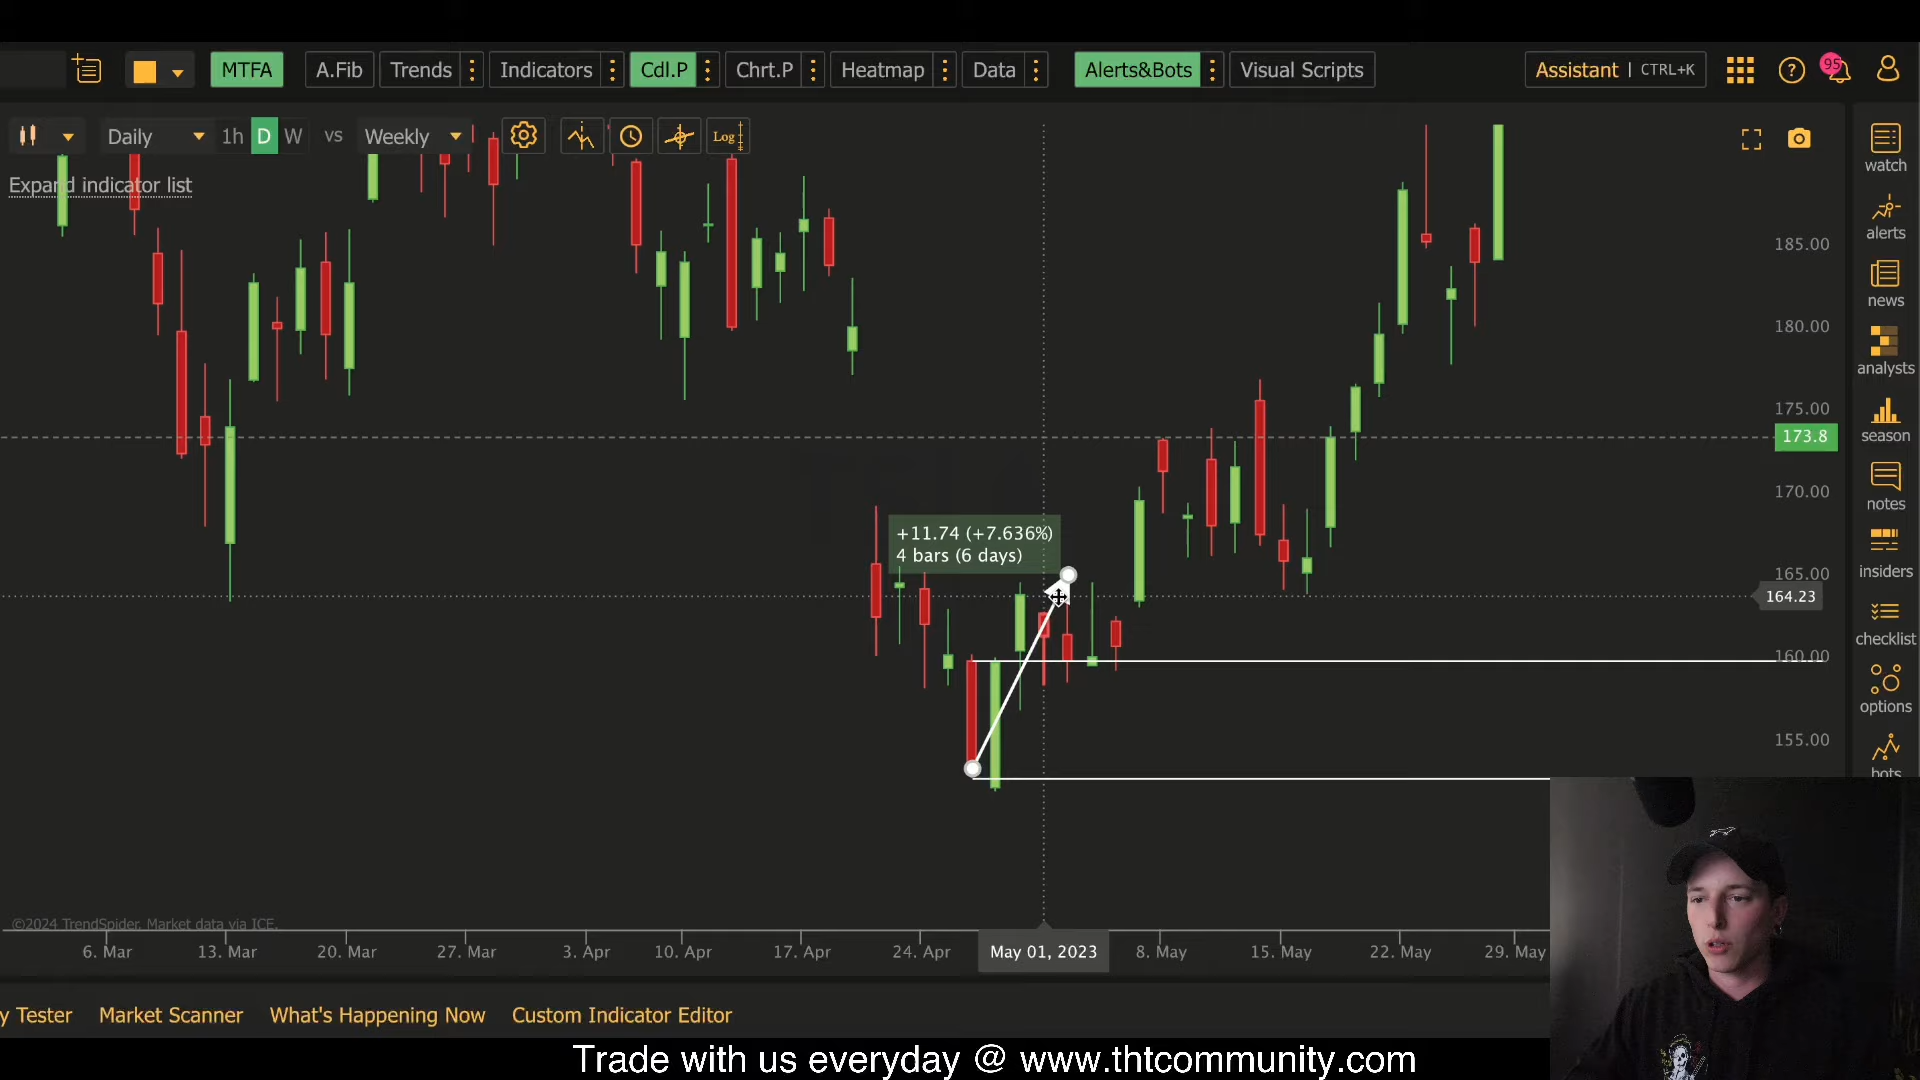 MTFA A.Fib Trends Indicators Cdl.P Chrt.P Heatmap Data Alerts&Bots Visual Scripts Assistant | CTRL+K 95
Daily 1h D W vs Weekly Log
Expand indicator list
watch
alerts
news
analysts
season
notes
insiders
checklist
options
bots
185.00
180.00
175.00
173.8
170.00
165.00
164.23
160.00
155.00
+11.74 (+7.636%)
4 bars (6 days)
©2024 TrendSpider. Market data via ICE.
6. Mar 13. Mar 20. Mar 27. Mar 3. Apr 10. Apr 17. Apr 24. Apr May 01, 2023 8. May 15. May 22. May 29. May
y Tester Market Scanner What's Happening Now Custom Indicator Editor
Trade with us everyday @ www.thtcommunity.com